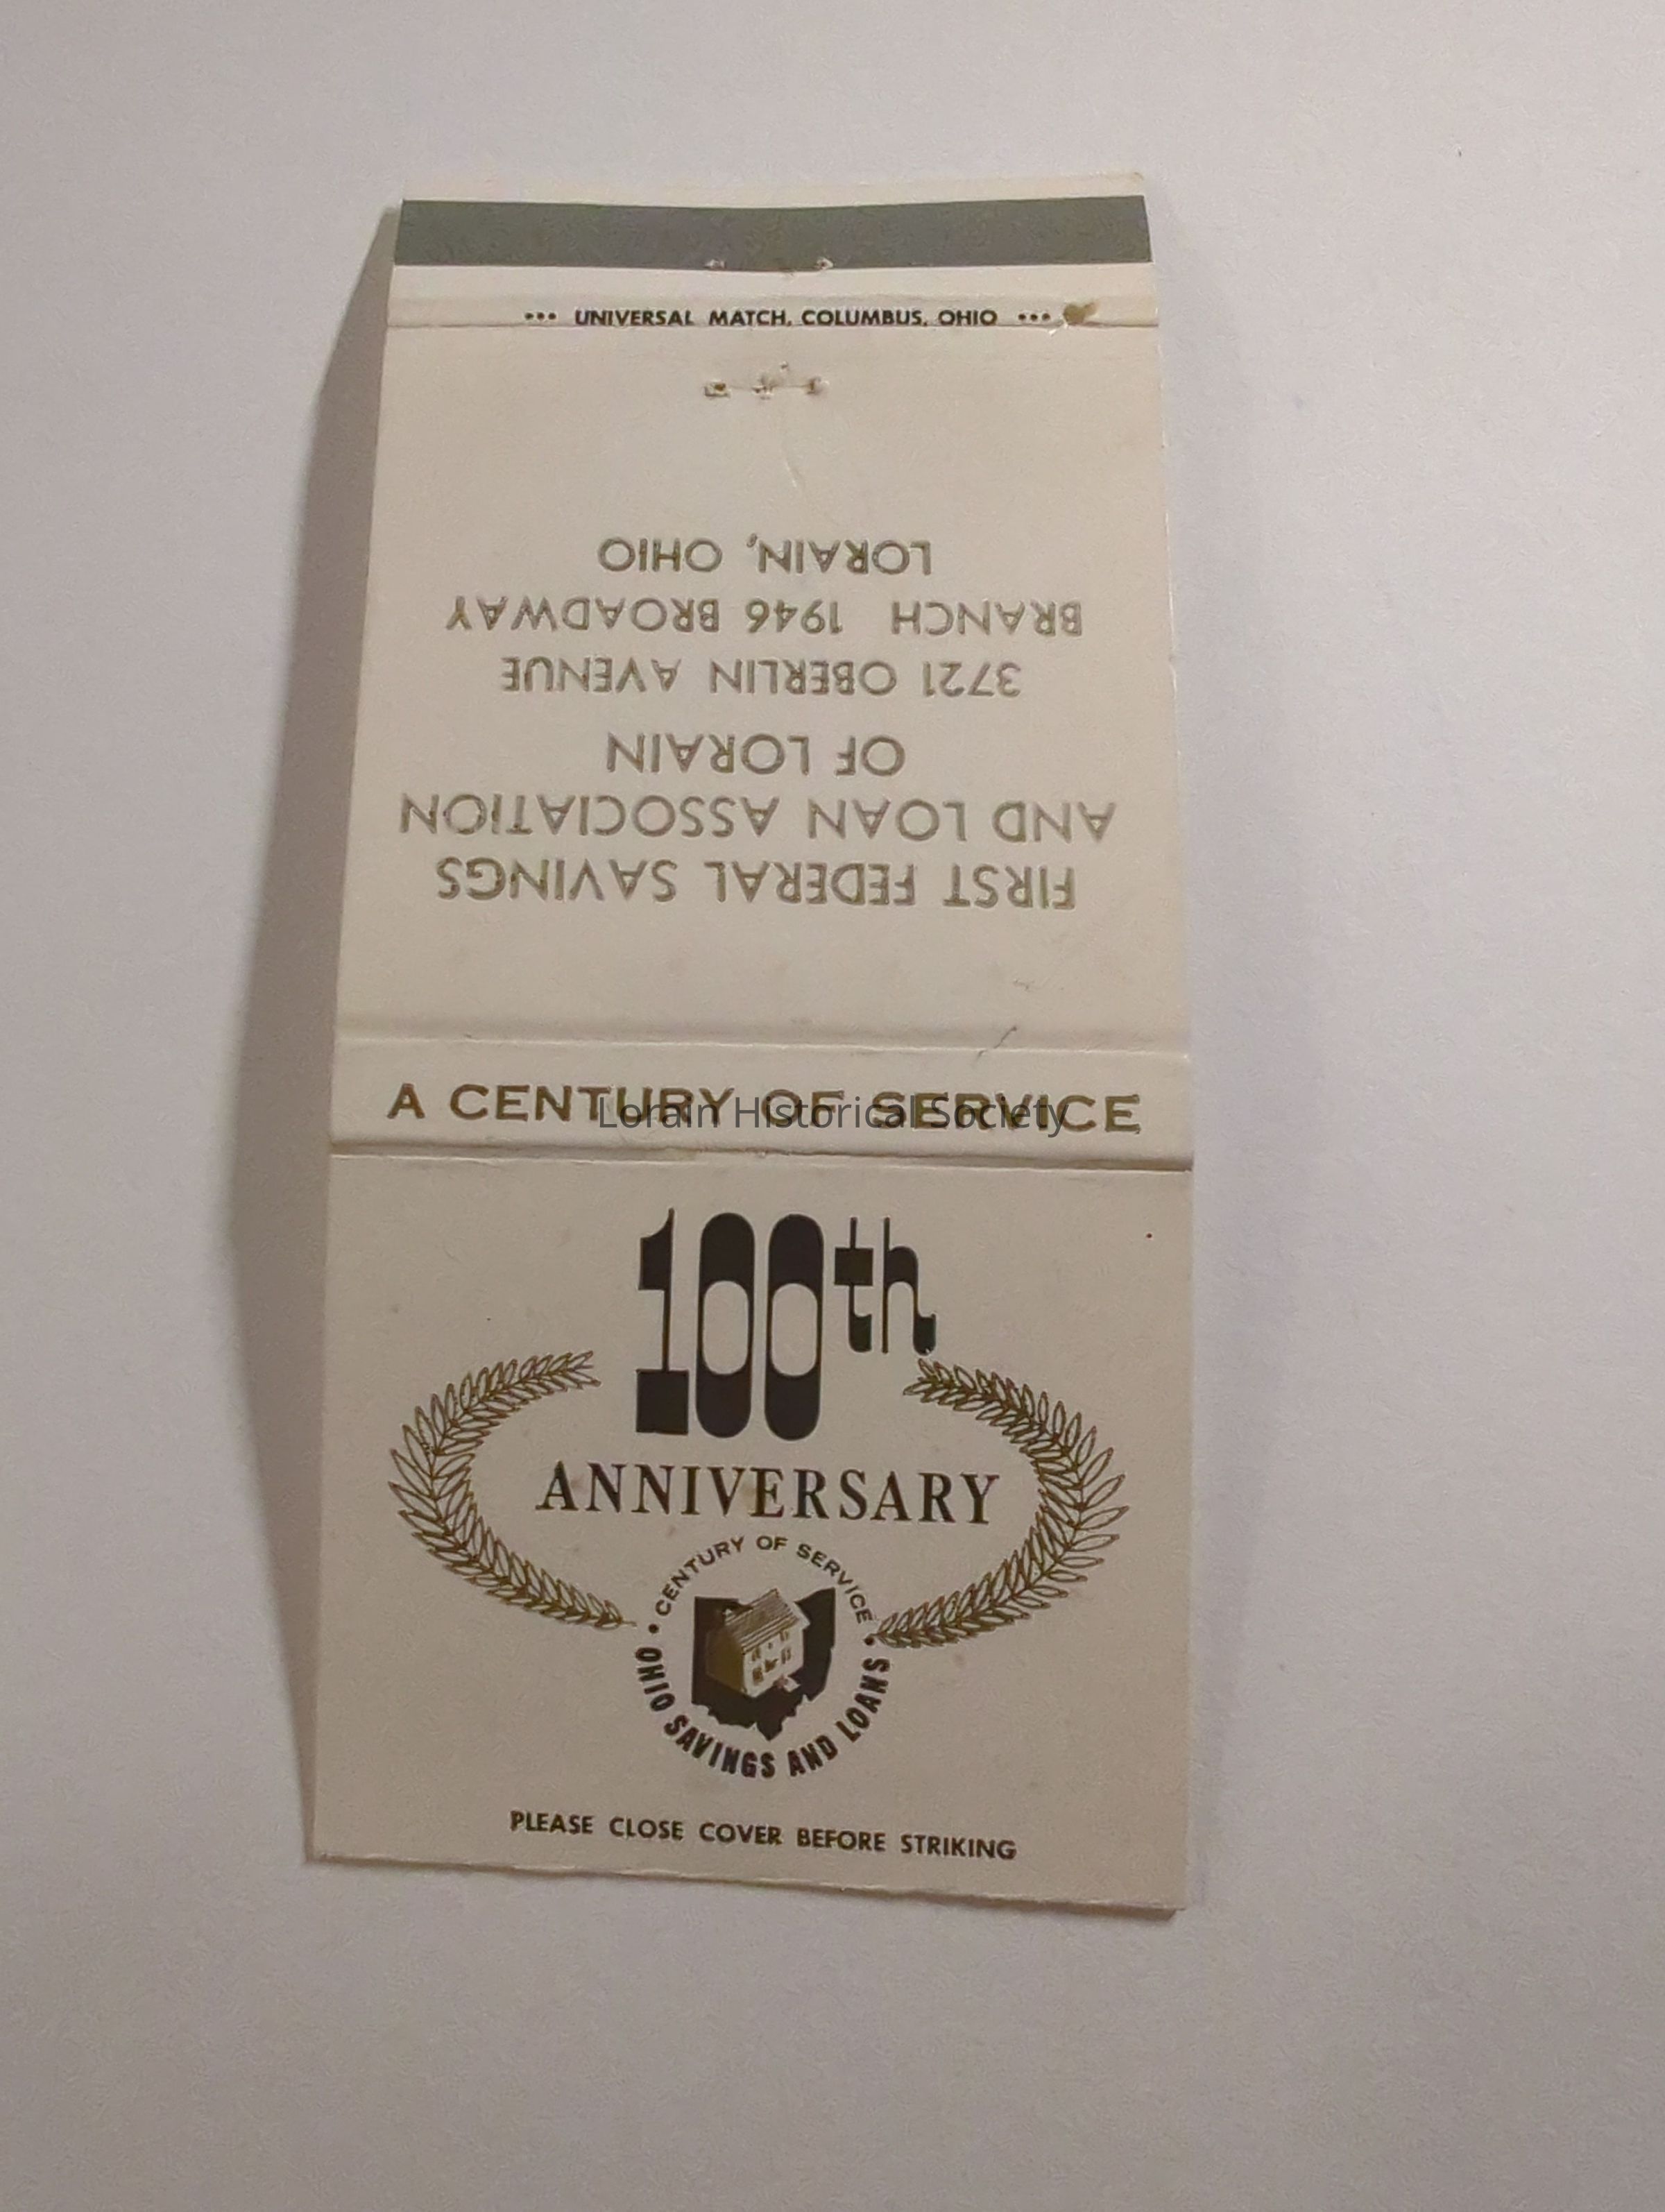 ••• UNIVERSAL MATCH, COLUMBUS, OHIO •••
FIRST FEDERAL SAVINGS
AND LOAN ASSOCIATION
OF LORAIN
3721 OBERLIN AVENUE
BRANCH 1946 BROADWAY
LORAIN, OHIO
A CENTURY OF SERVICE
Lorain Historical Society
100th
ANNIVERSARY
• CENTURY OF SERVICE •
OHIO SAVINGS AND LOANS
PLEASE CLOSE COVER BEFORE STRIKING